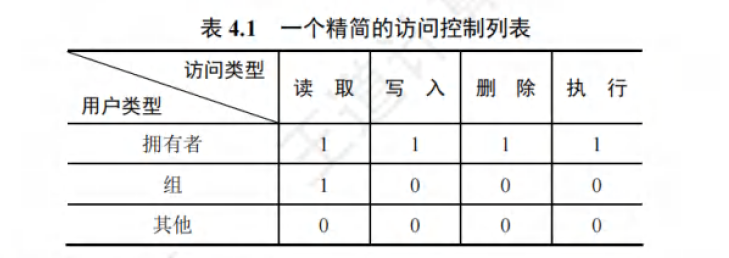 表 4.1 一个精简的访问控制列表
访问类型
用户类型
读 取 写 入 删 除 执 行
拥有者 1 1 1 1
组 1 0 0 0
其他 0 0 0 0